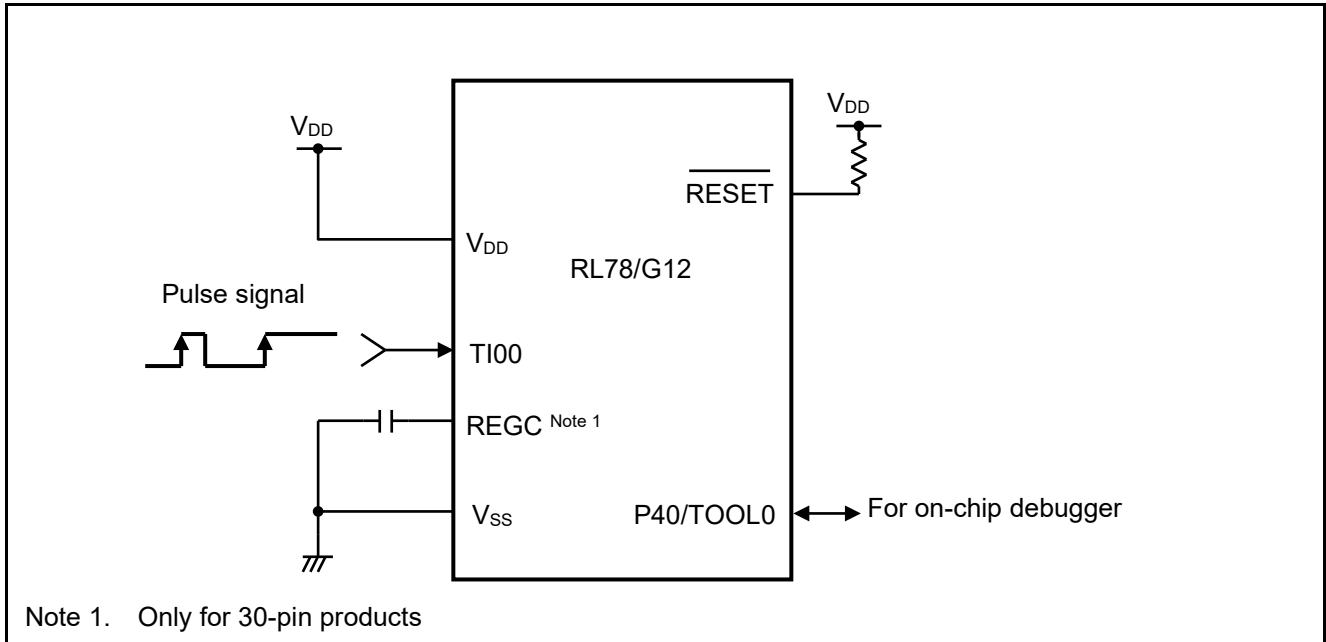 VDD
VDD
RESET
VDD
RL78/G12
Pulse signal
TI00
REGC Note 1
VSS
P40/TOOL0
For on-chip debugger
Note 1. Only for 30-pin products